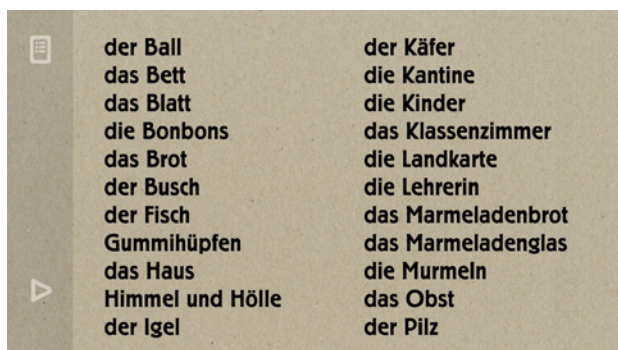 der Ball
das Bett
das Blatt
die Bonbons
das Brot
der Busch
der Fisch
Gummihüpfen
das Haus
Himmel und Hölle
der Igel
der Käfer
die Kantine
die Kinder
das Klassenzimmer
die Landkarte
die Lehrerin
das Marmeladenbrot
das Marmeladenglas
die Murmeln
das Obst
der Pilz